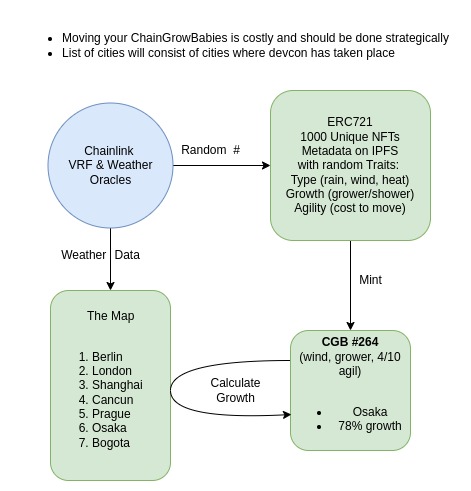 Moving your ChainGrowBabies is costly and should be done strategically
List of cities will consist of cities where devcon has taken place
Chainlink
VRF & Weather
Oracles
Random #
ERC721
1000 Unique NFTs
Metadata on IPFS
with random Traits:
Type (rain, wind, heat)
Growth (grower/shower)
Agility (cost to move)
Weather Data
Mint
The Map
1. Berlin
2. London
3. Shanghai
4. Cancun
5. Prague
6. Osaka
7. Bogota
Calculate
Growth
CGB #264
(wind, grower, 4/10
agil)
Osaka
78% growth